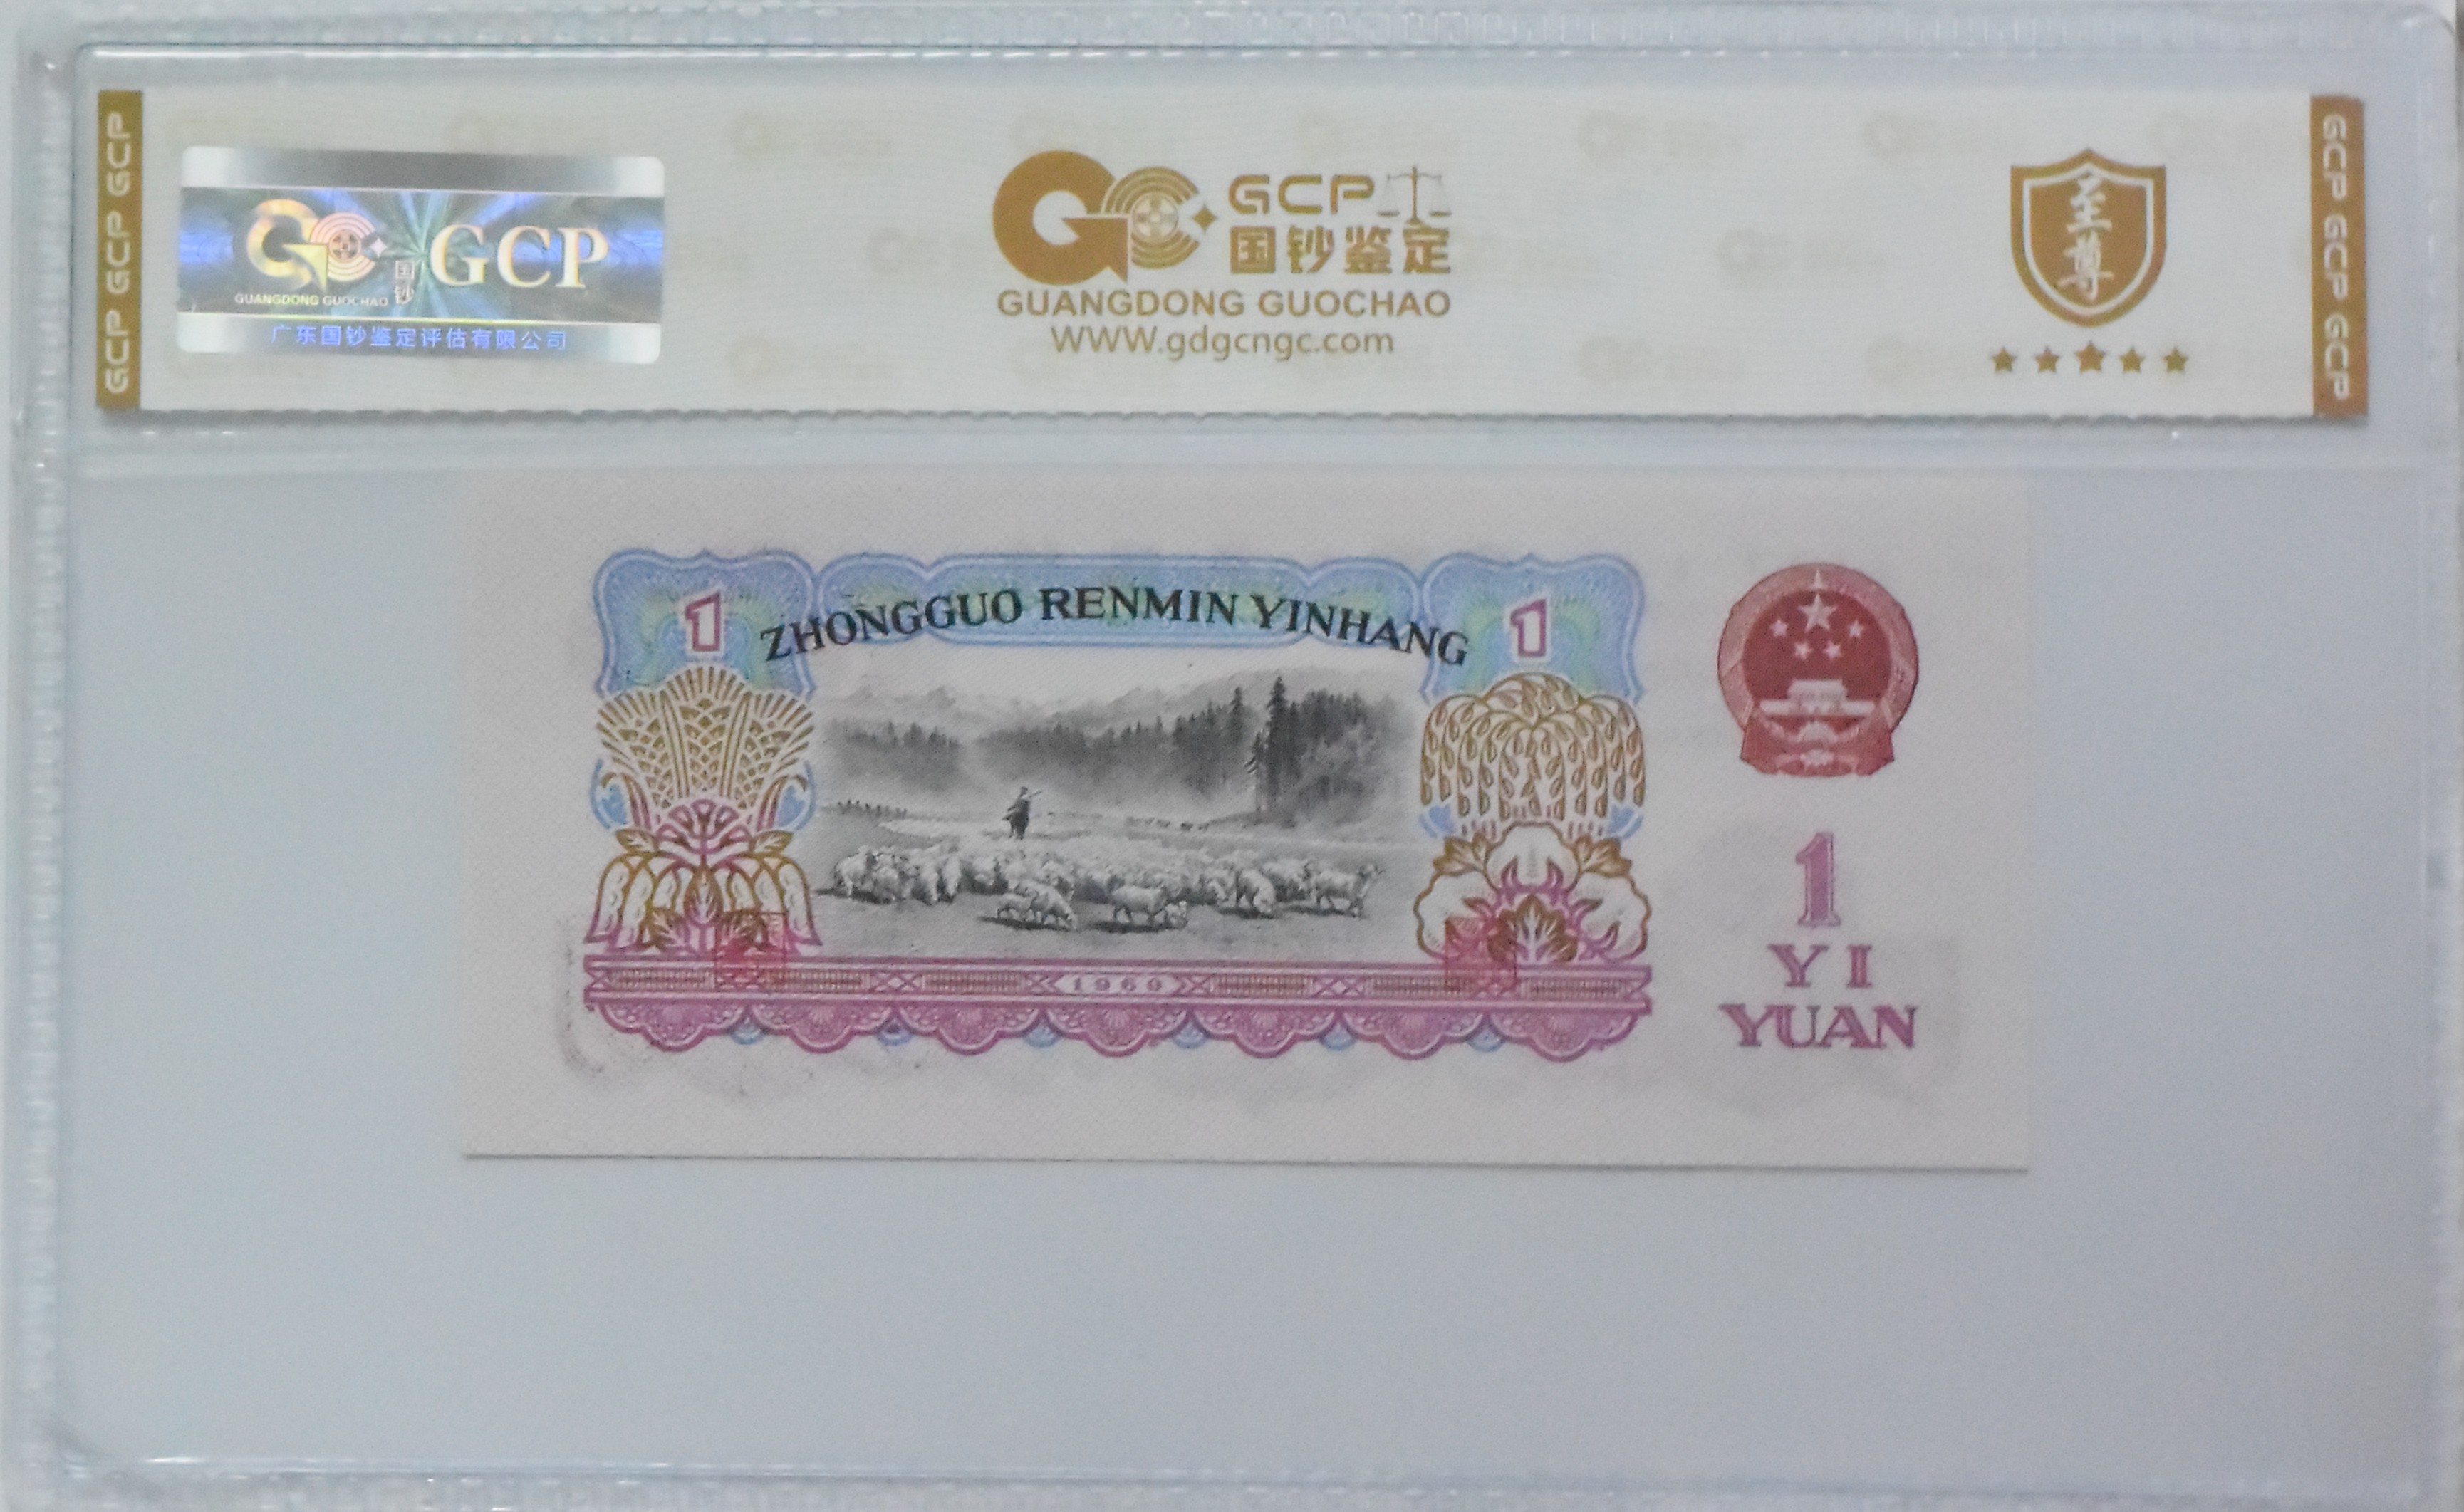 GCP GCP GCP
GCP
GUANGDONG GUOCHAO 国钞
广东国钞鉴定评估有限公司
GCP
国钞鉴定
GUANGDONG GUOCHAO
WWW.gdgcngc.com
至尊
GCP GCP GCP
1 ZHONGGUO RENMIN YINHANG 1
1960
1
YI
YUAN